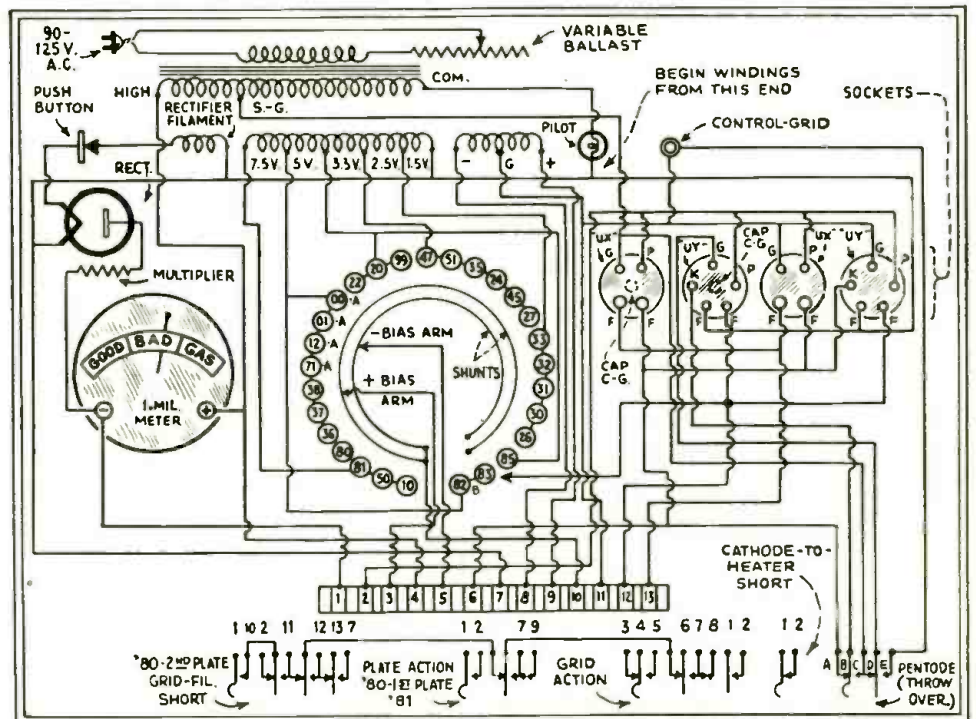 90-
125 V.
A.C.
VARIABLE
BALLAST
COM.
HIGH
S.-G.
PUSH
BUTTON
RECTIFIER
FILAMENT
BEGIN WINDINGS
FROM THIS END
SOCKETS
PILOT
CONTROL-GRID
7.5V. 5V. 3.3V. 2.5V. 1.5V.
- G +
RECT.
MULTIPLIER
GOOD BAD GAS
1. MIL.
METER
- +
47
51
35
24
45
27
33
32
31
30
26
85
83
82 B
99
20
22
00 -A
01 -A
12 -A
71 -A
38
37
36
80
81
50
10
-BIAS ARM
+ BIAS
ARM
SHUNTS
UX
G P
F F
CAP
C-G.
UY
K G P
CAP
C.G.
F F
UX
G P
F F
UY
K G P
F F
1 2 3 4 5 6 7 8 9 10 11 12 13
CATHODE-TO-
HEATER
SHORT
1 10 2 11 12 13 7
1 2 7 9
3 4 5 6 7 8 1 2
1 2
A B C D E
'80-2ND PLATE
GRID-FIL.
SHORT
PLATE ACTION
'80-1ST PLATE
'81
GRID
ACTION
PENTODE
(THROW
OVER.)